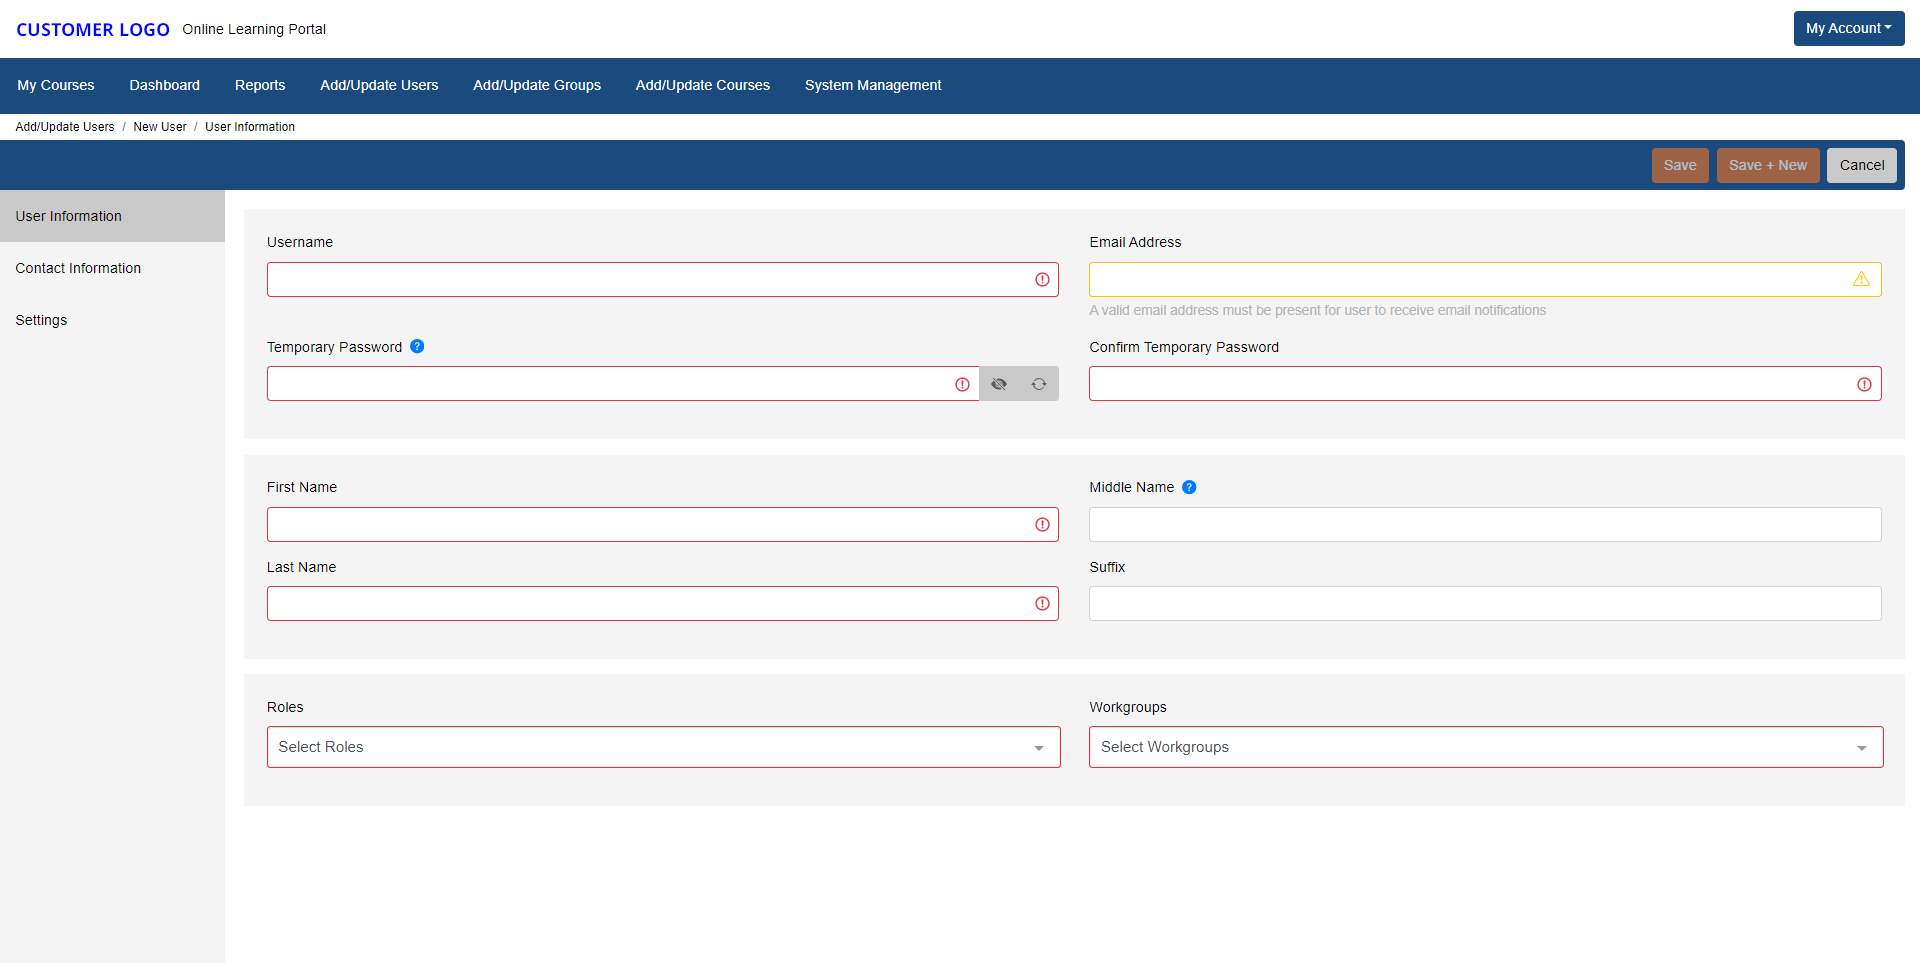 CUSTOMER LOGO Online Learning Portal My Account
My Courses Dashboard Reports Add/Update Users Add/Update Groups Add/Update Courses System Management
Add/Update Users / New User / User Information
Save Save + New Cancel
User Information
Contact Information
Settings
Username Email Address
A valid email address must be present for user to receive email notifications
Temporary Password ? Confirm Temporary Password
First Name Middle Name ?
Last Name Suffix
Roles Workgroups
Select Roles Select Workgroups